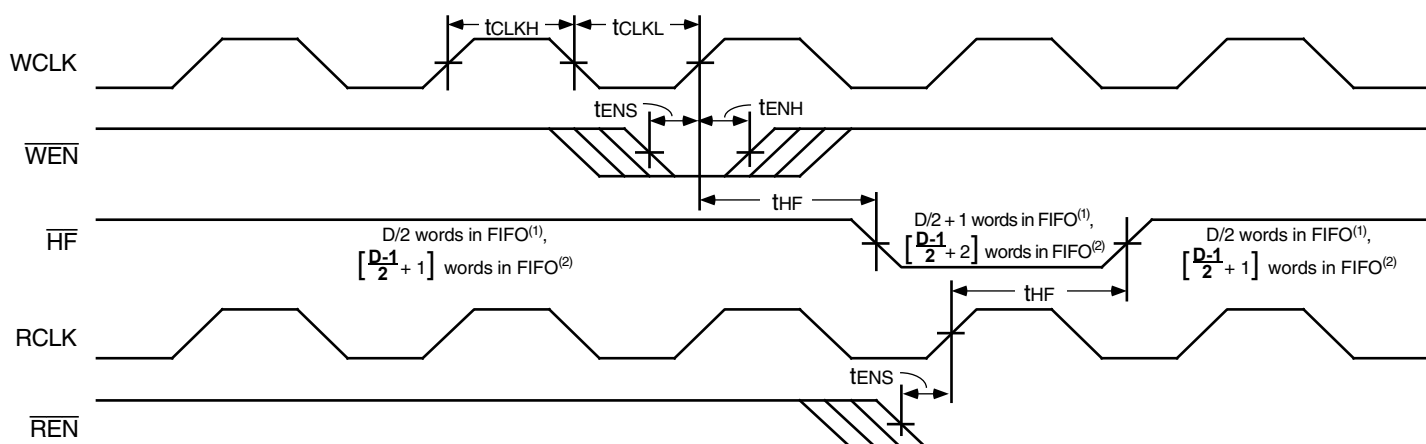 tCLKH
tCLKL
WCLK
tENS
tENH
WEN
tHF
HF
D/2 words in FIFO(1),
[D-1/2 + 1] words in FIFO(2)
D/2 + 1 words in FIFO(1),
[D-1/2 + 2] words in FIFO(2)
D/2 words in FIFO(1),
[D-1/2 + 1] words in FIFO(2)
tHF
RCLK
tENS
REN